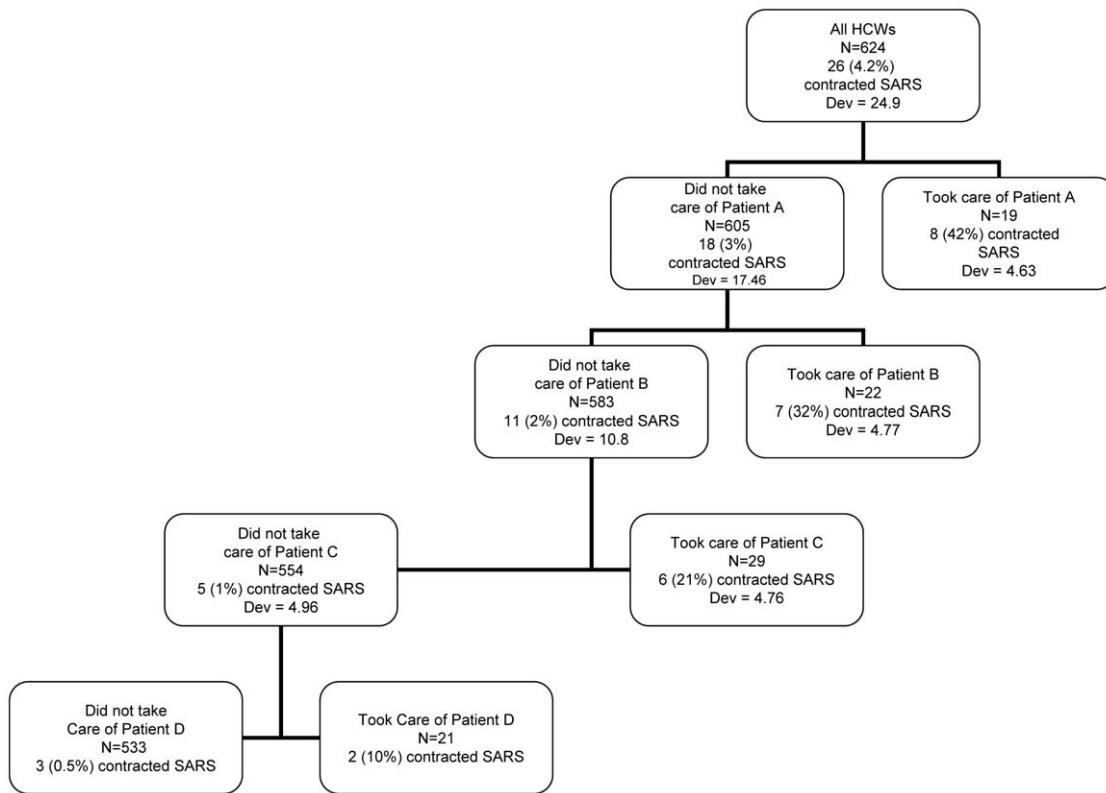 All HCWs
N=624
26 (4.2%)
contracted SARS
Dev = 24.9
Did not take
care of Patient A
N=605
18 (3%)
contracted SARS
Dev = 17.46
Took care of Patient A
N=19
8 (42%) contracted
SARS
Dev = 4.63
Did not take
care of Patient B
N=583
11 (2%) contracted SARS
Dev = 10.8
Took care of Patient B
N=22
7 (32%) contracted SARS
Dev = 4.77
Did not take
care of Patient C
N=554
5 (1%) contracted SARS
Dev = 4.96
Took care of Patient C
N=29
6 (21%) contracted SARS
Dev = 4.76
Did not take
Care of Patient D
N=533
3 (0.5%) contracted SARS
Took Care of Patient D
N=21
2 (10%) contracted SARS